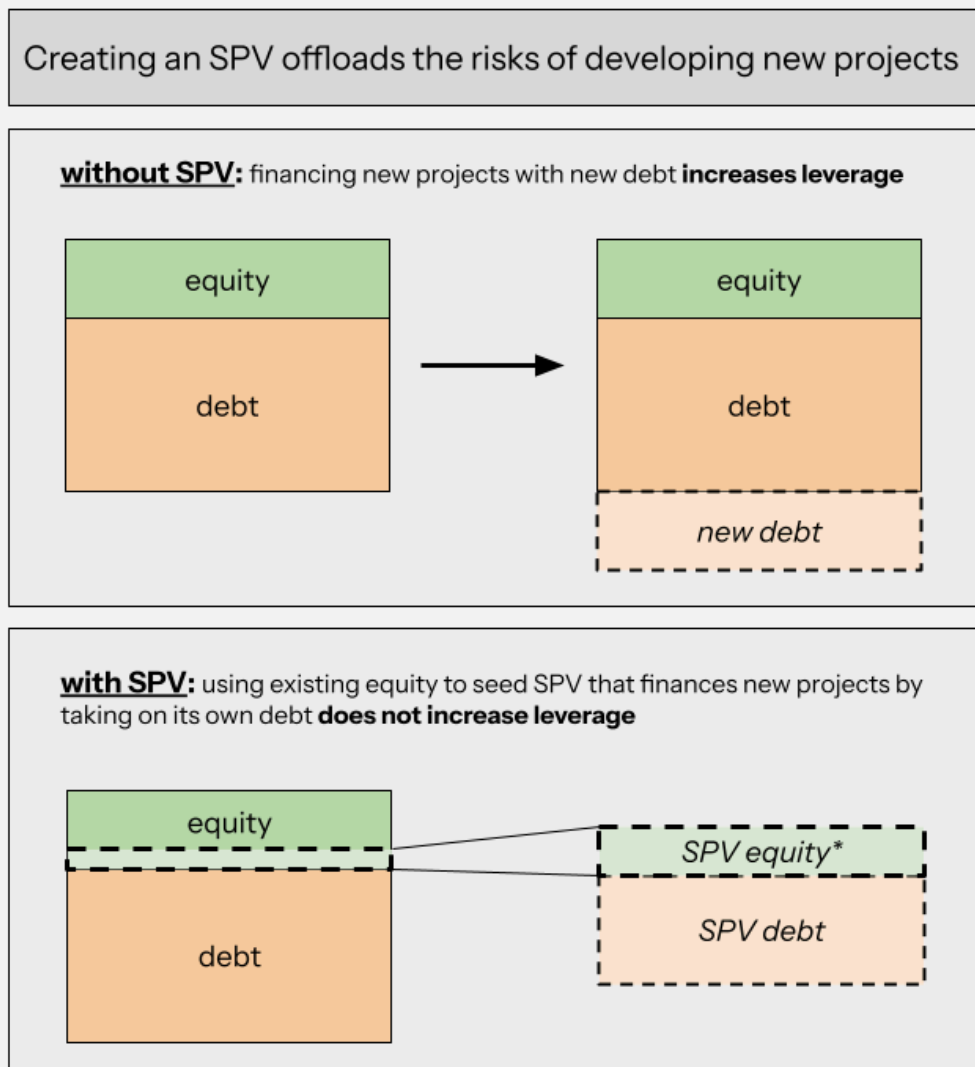 Creating an SPV offloads the risks of developing new projects
without SPV: financing new projects with new debt increases leverage
equity
debt
equity
debt
new debt
with SPV: using existing equity to seed SPV that finances new projects by
taking on its own debt does not increase leverage
equity
debt
SPV equity*
SPV debt